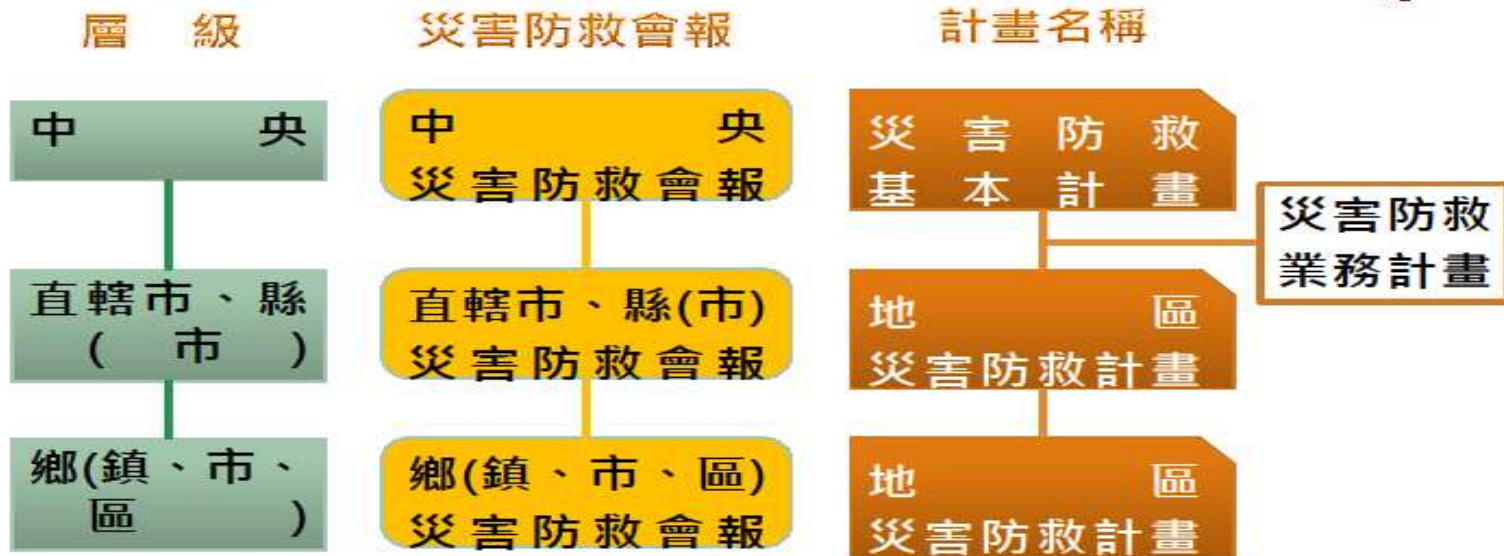 層 級
災害防救會報
計畫名稱
中 央
中 央
災害防救會報
災 害 防 救
基 本 計 畫
災害防救
業務計畫
直轄市、縣
( 市 )
直轄市、縣(市)
災害防救會報
地 區
災害防救計畫
鄉(鎮、市、
區 )
鄉(鎮、市、區)
災害防救會報
地 區
災害防救計畫